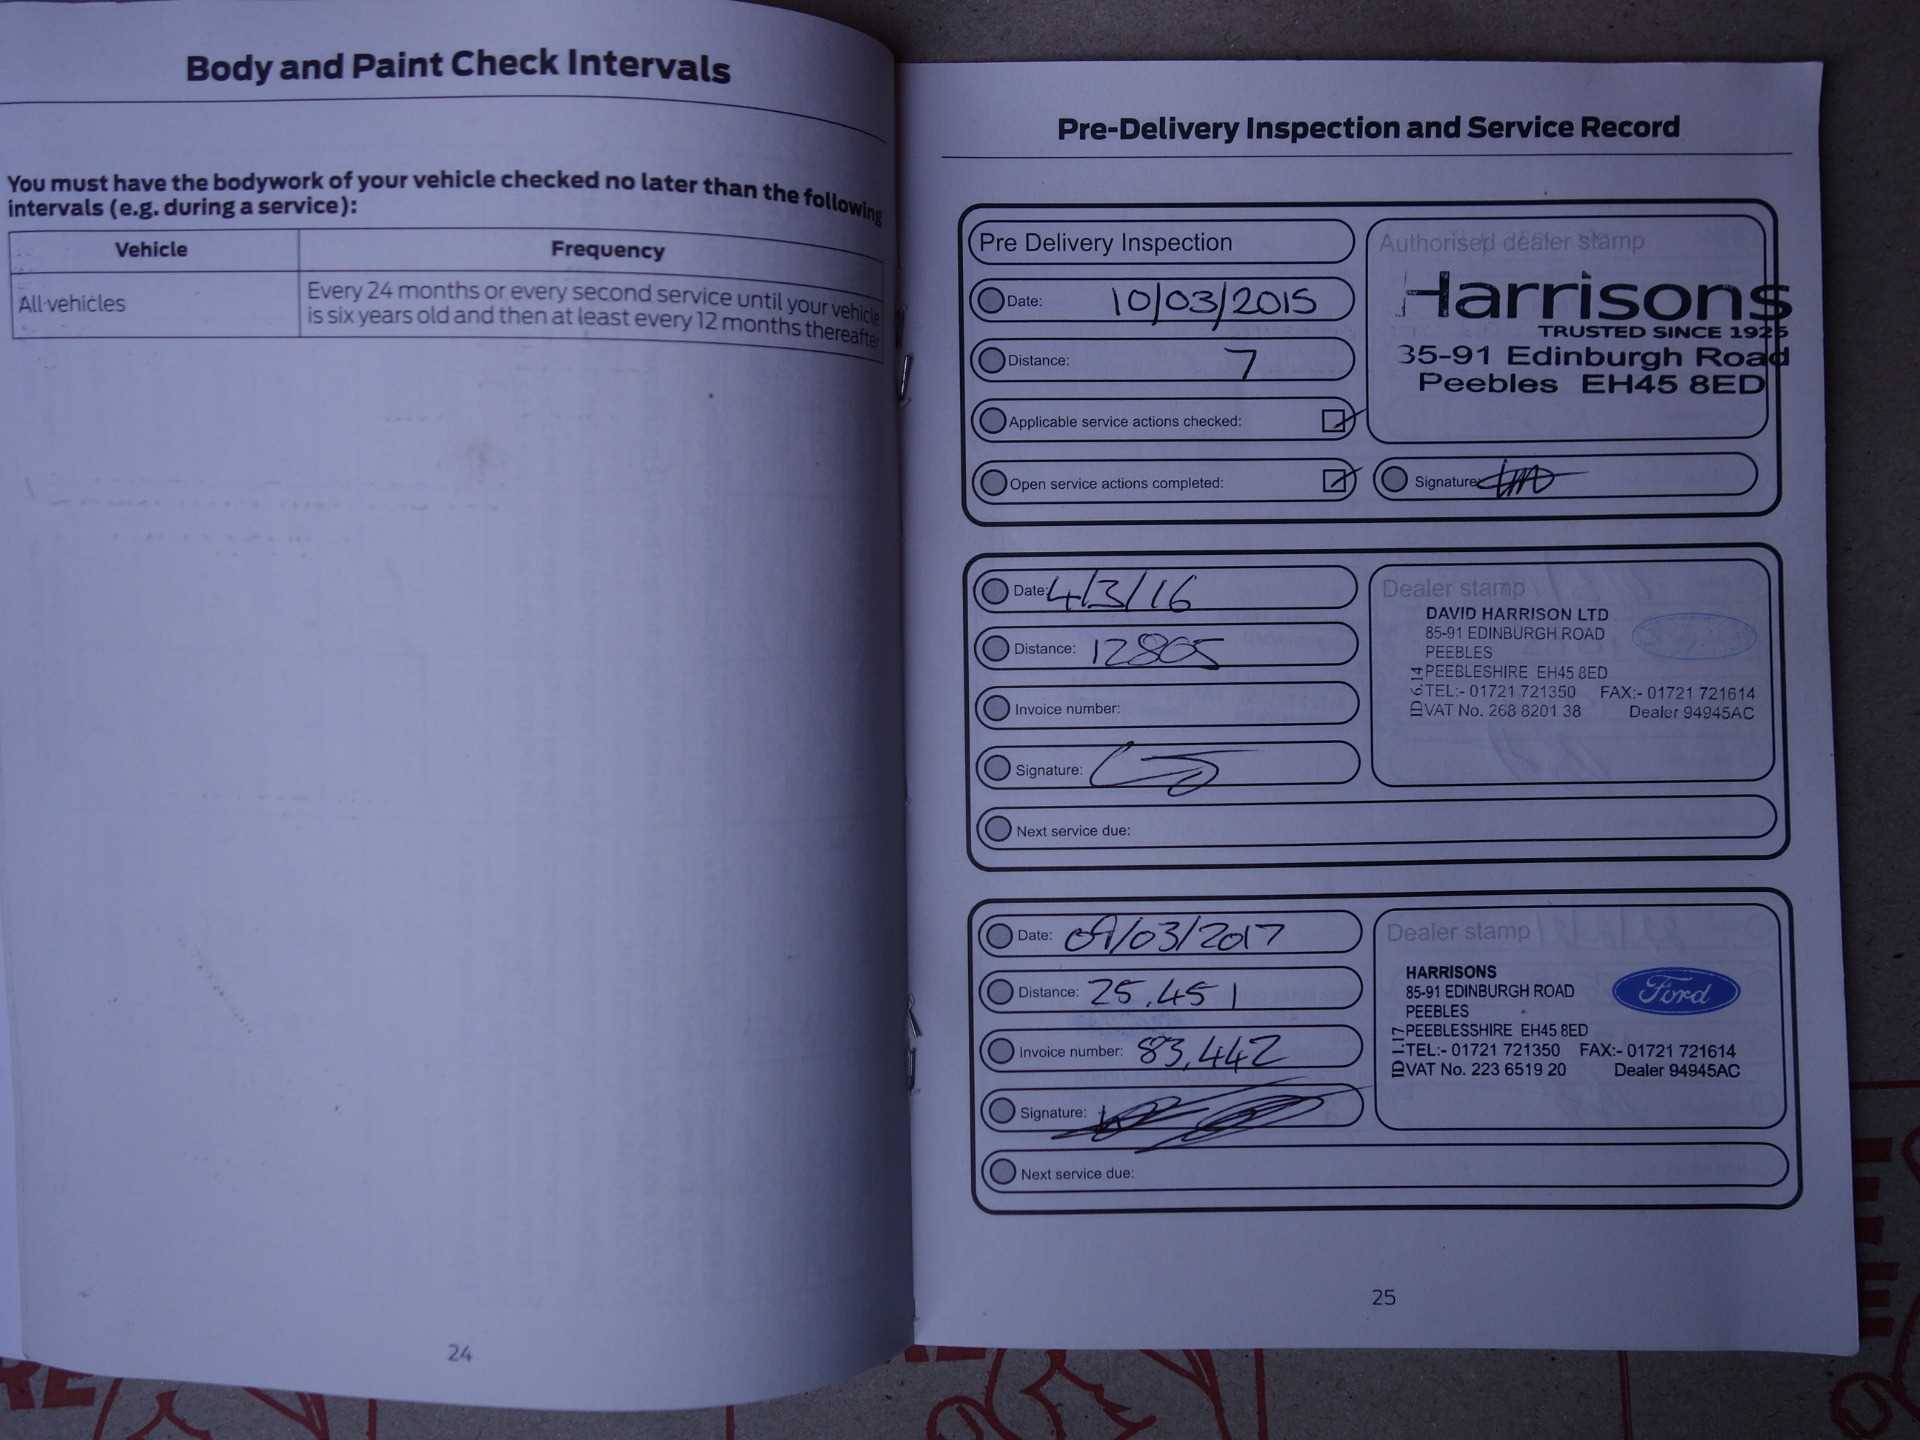 Body and Paint Check Intervals
You must have the bodywork of your vehicle checked no later than the following
intervals (e.g. during a service):
Vehicle Frequency
All vehicles Every 24 months or every second service until your vehicle
is six years old and then at least every 12 months thereafter
24
Pre-Delivery Inspection and Service Record
Pre Delivery Inspection
Date: 10/03/2015
Distance: 7
Applicable service actions checked:
Open service actions completed:
Authorised dealer stamp
Harrisons
TRUSTED SINCE 1925
85-91 Edinburgh Road
Peebles EH45 8ED
Signature:
Date: 4/3/16
Distance: 12805
Invoice number:
Signature:
Next service due:
Dealer stamp
DAVID HARRISON LTD
85-91 EDINBURGH ROAD
PEEBLES
PEEBLESHIRE EH45 8ED
TEL:- 01721 721350 FAX:- 01721 721614
VAT No. 268 8201 38 Dealer 94945AC
ID 6.14
Date: 09/03/2017
Distance: 25,451
Invoice number: 83,442
Signature:
Next service due:
Dealer stamp
HARRISONS
85-91 EDINBURGH ROAD
PEEBLES
PEEBLESSHIRE EH45 8ED
TEL:- 01721 721350 FAX:- 01721 721614
VAT No. 223 6519 20 Dealer 94945AC
ID 1.17
Ford
25